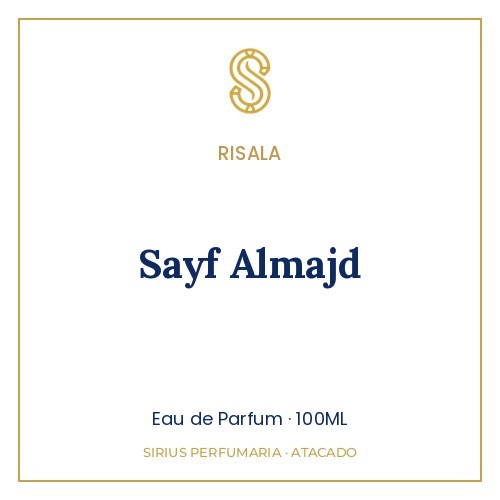 RISALA
Sayf Almajd
Eau de Parfum · 100ML
SIRIUS PERFUMARIA · ATACADO